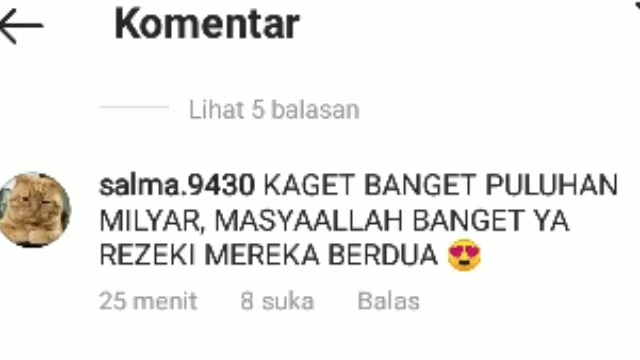 Komentar
Lihat 5 balasan
salma.9430 KAGET BANGET PULUHAN
MILYAR, MASYAALLAH BANGET YA
REZEKI MEREKA BERDUA 😍
25 menit 8 suka Balas